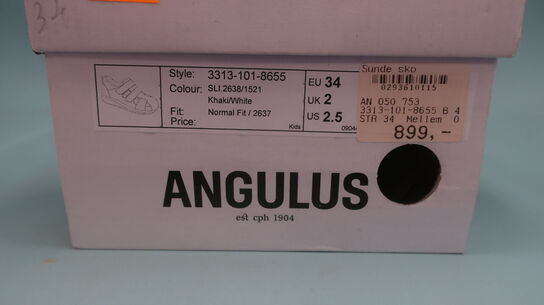 34
Style: 3313-101-8655
Colour: SLI.2638/1521
Khaki/White
Fit: Normal Fit / 2637
Price:
Kids
EU 34
UK 2
US 2.5
Sunde sko
0293610115
AN 050 753
3313-101-8655 B 4
STR 34 Mellem 0
899,-
ANGULUS
est cph 1904